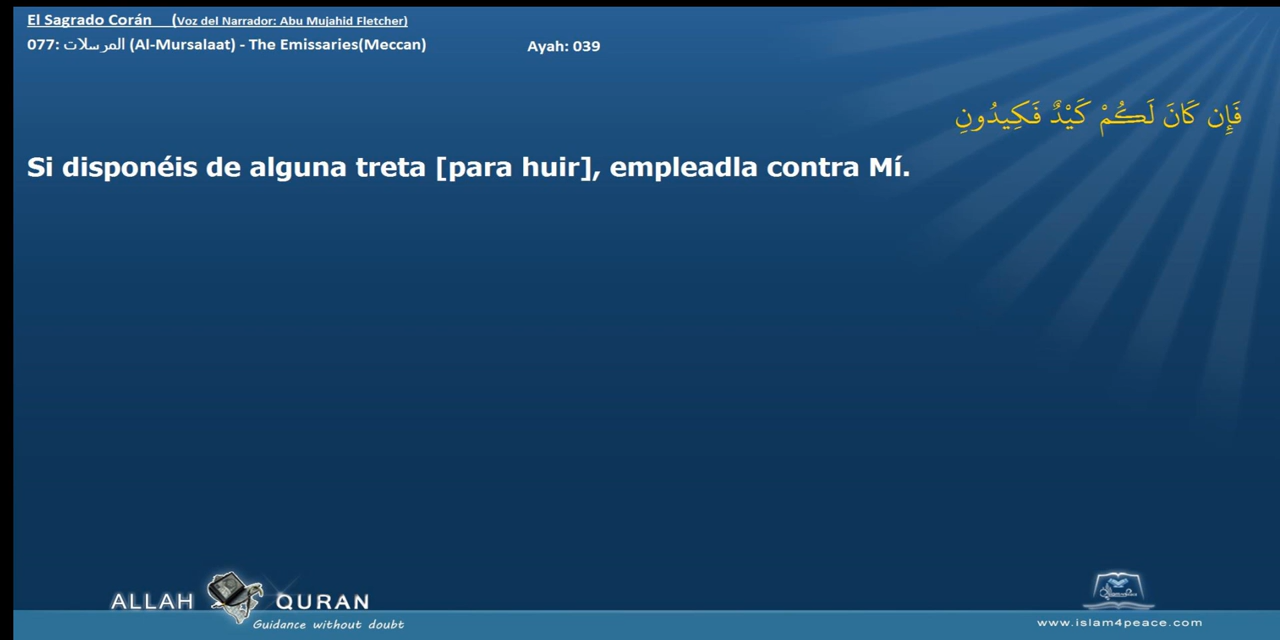 El Sagrado Corán (Voz del Narrador: Abu Mujahid Fletcher)
077: المرسلات (Al-Mursalaat) - The Emissaries(Meccan) Ayah: 039
فَإِن كَانَ لَكُمْ كَيْدٌ فَكِيدُونِ
Si disponéis de alguna treta [para huir], empleadla contra Mí.
ALLAH QURAN
Guidance without doubt
www.islam4peace.com